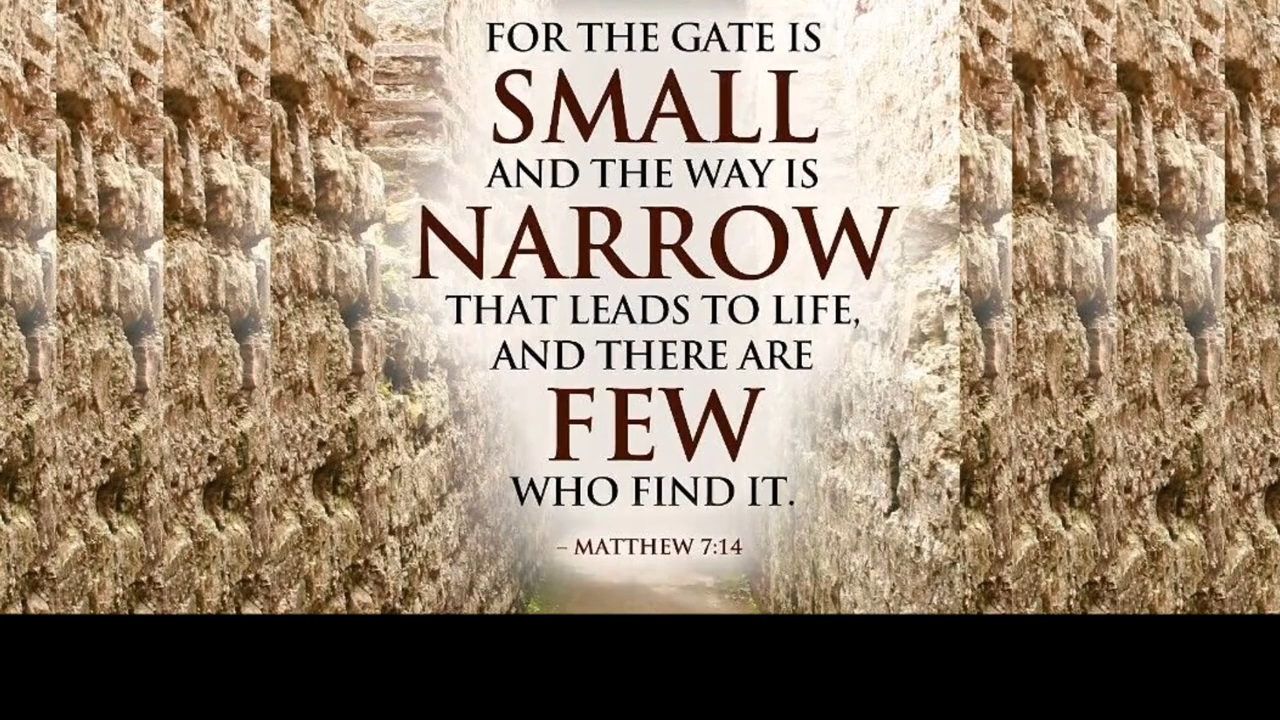 FOR THE GATE IS
SMALL
AND THE WAY IS
NARROW
THAT LEADS TO LIFE,
AND THERE ARE
FEW
WHO FIND IT.
– MATTHEW 7:14